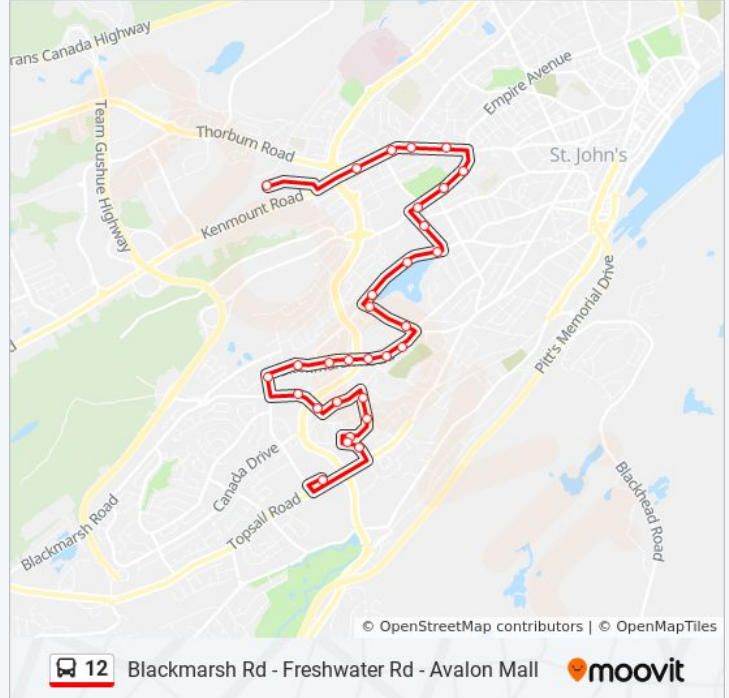 rans Canada Highway
Empire Avenue
Thorburn Road
St. John's
Team Gushue Highway
Kenmount Road
Pitt's Memorial Drive
Canada Drive
Blackhead Road
Topsail Road
Blackmarsh Road
© OpenStreetMap contributors | © OpenMapTiles
12 Blackmarsh Rd - Freshwater Rd - Avalon Mall moovit